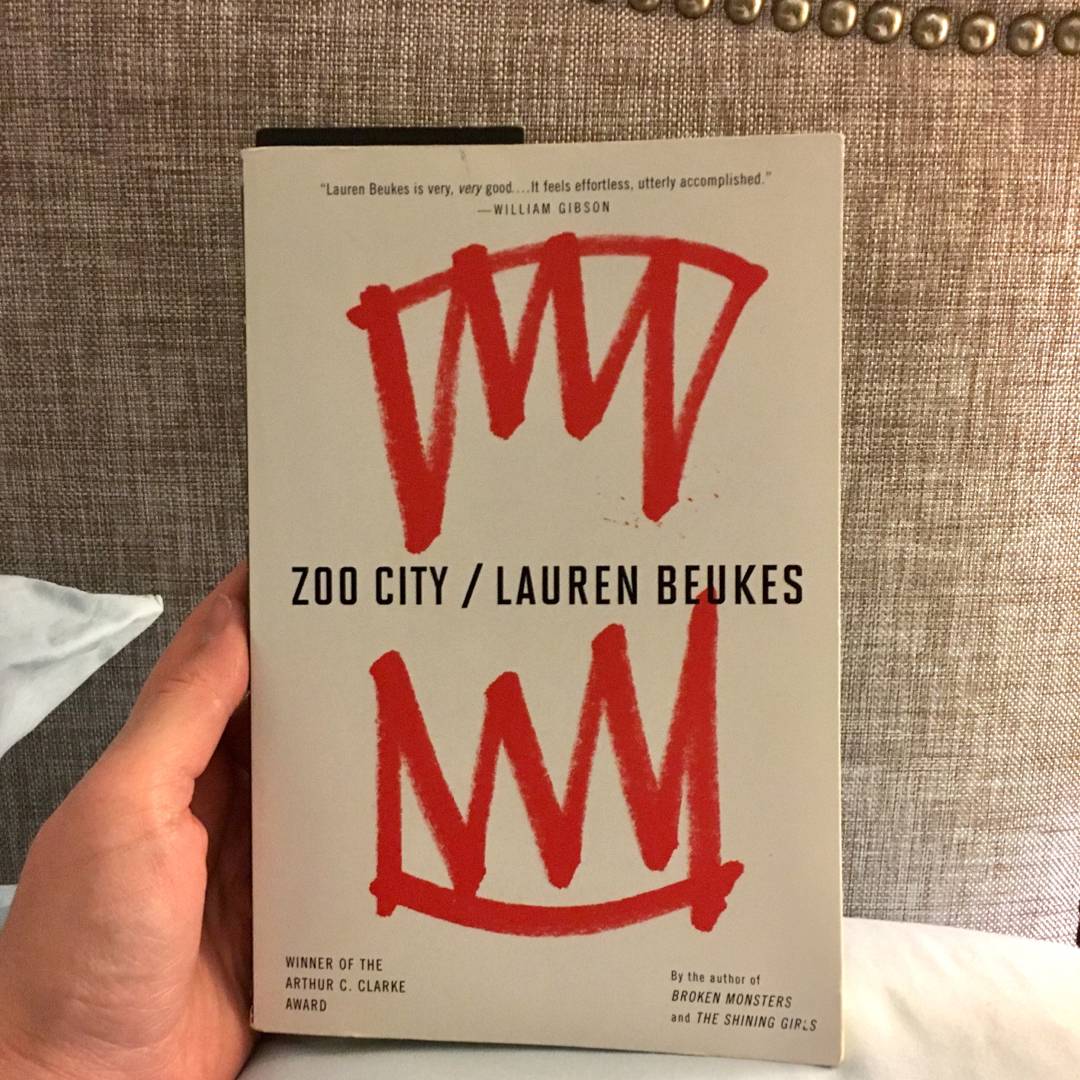 "Lauren Beukes is very, very good....It feels effortless, utterly accomplished."
—WILLIAM GIBSON
ZOO CITY / LAUREN BEUKES
WINNER OF THE
ARTHUR C. CLARKE
AWARD
By the author of
BROKEN MONSTERS
and THE SHINING GIRLS